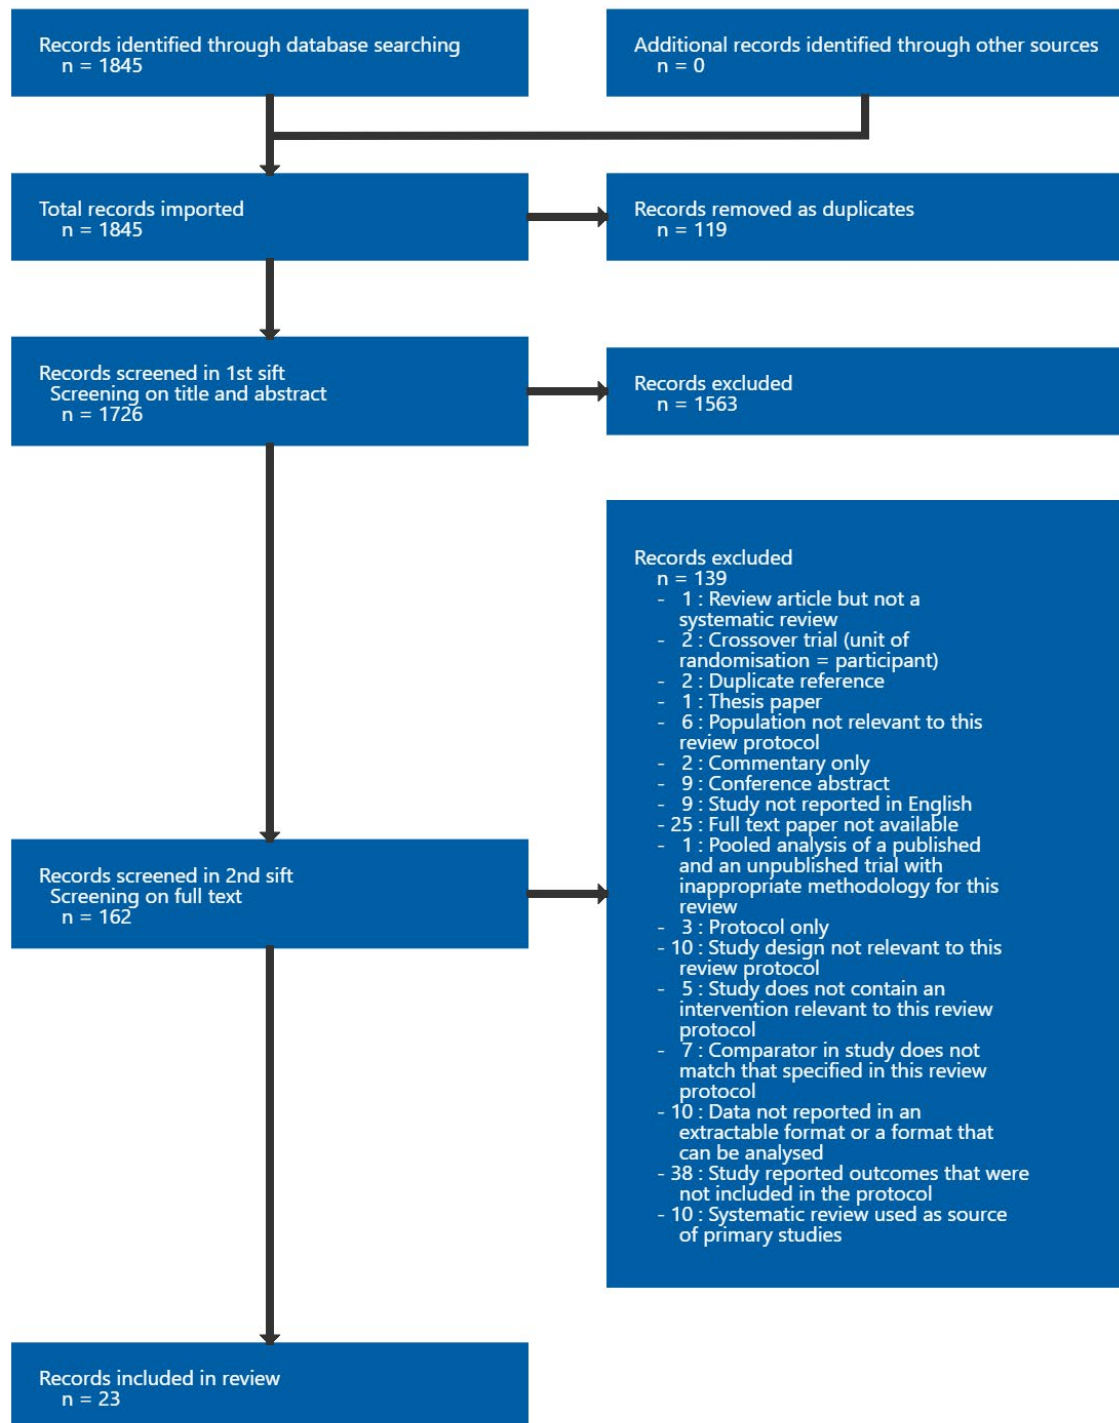 Records identified through database searching
n = 1845
Additional records identified through other sources
n = 0
Total records imported
n = 1845
Records removed as duplicates
n = 119
Records screened in 1st sift
Screening on title and abstract
n = 1726
Records excluded
n = 1563
Records excluded
n = 139
- 1 : Review article but not a
systematic review
- 2 : Crossover trial (unit of
randomisation = participant)
- 2 : Duplicate reference
- 1 : Thesis paper
- 6 : Population not relevant to this
review protocol
- 2 : Commentary only
- 9 : Conference abstract
- 9 : Study not reported in English
- 25 : Full text paper not available
- 1 : Pooled analysis of a published
and an unpublished trial with
inappropriate methodology for this
review
- 3 : Protocol only
- 10 : Study design not relevant to this
review protocol
- 5 : Study does not contain an
intervention relevant to this review
protocol
- 7 : Comparator in study does not
match that specified in this review
protocol
- 10 : Data not reported in an
extractable format or a format that
can be analysed
- 38 : Study reported outcomes that were
not included in the protocol
- 10 : Systematic review used as source
of primary studies
Records screened in 2nd sift
Screening on full text
n = 162
Records included in review
n = 23